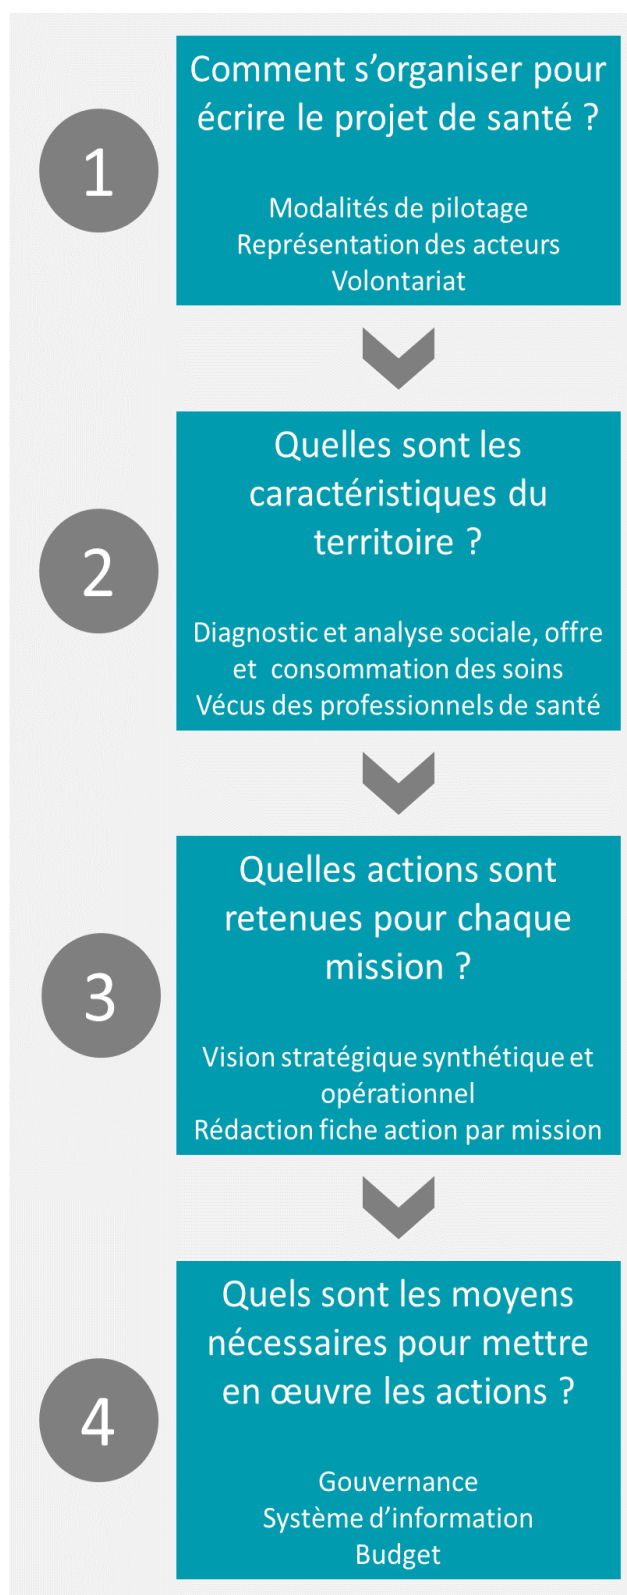 1
Comment s’organiser pour
écrire le projet de santé ?
Modalités de pilotage
Représentation des acteurs
Volontariat
2
Quelles sont les
caractéristiques du
territoire ?
Diagnostic et analyse sociale, offre
et  consommation des soins
Vécus des professionnels de santé
3
Quelles actions sont
retenues pour chaque
mission ?
Vision stratégique synthétique et
opérationnel
Rédaction fiche action par mission
4
Quels sont les moyens
nécessaires pour mettre
en œuvre les actions ?
Gouvernance
Système d’information
Budget